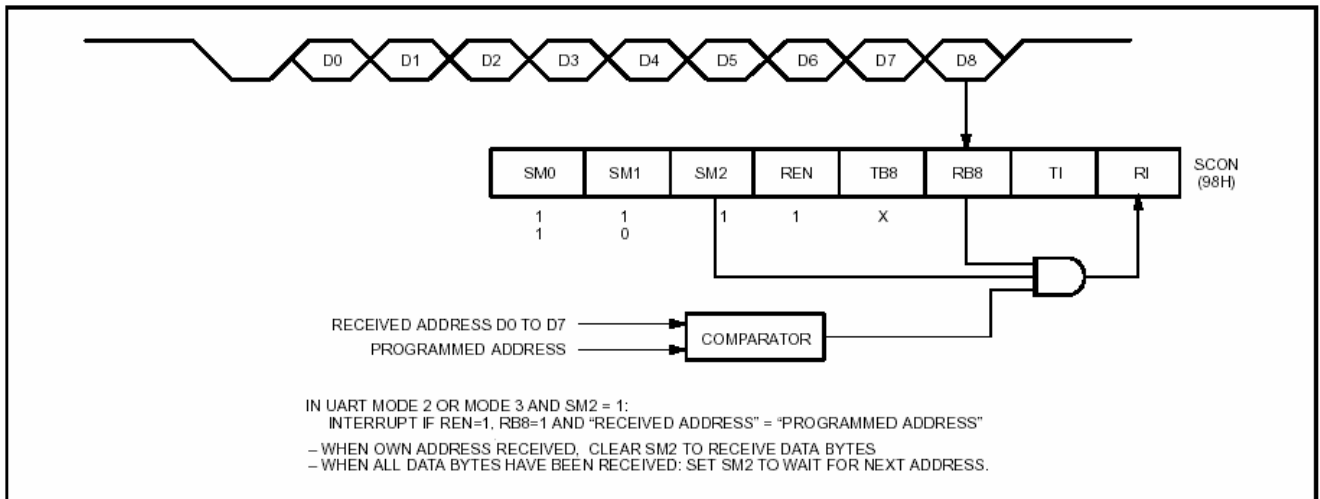 D0 D1 D2 D3 D4 D5 D6 D7 D8
SM0 SM1 SM2 REN TB8 RB8 TI RI
SCON
(98H)
1 1 1 1 X
1 0
RECEIVED ADDRESS D0 TO D7
PROGRAMMED ADDRESS
COMPARATOR
IN UART MODE 2 OR MODE 3 AND SM2 = 1:
INTERRUPT IF REN=1, RB8=1 AND “RECEIVED ADDRESS” = “PROGRAMMED ADDRESS”
– WHEN OWN ADDRESS RECEIVED, CLEAR SM2 TO RECEIVE DATA BYTES
– WHEN ALL DATA BYTES HAVE BEEN RECEIVED: SET SM2 TO WAIT FOR NEXT ADDRESS.